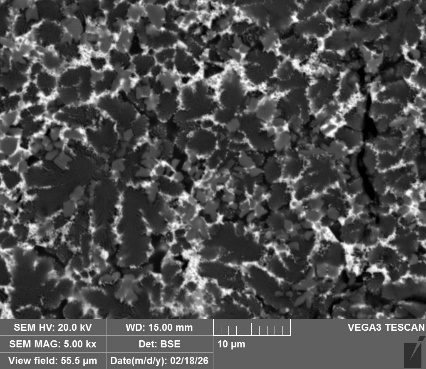 SEM HV: 20.0 kV
WD: 15.00 mm
VEGA3 TESCAN
SEM MAG: 5.00 kx
Det: BSE
10 µm
View field: 55.5 µm
Date(m/d/y): 02/18/26